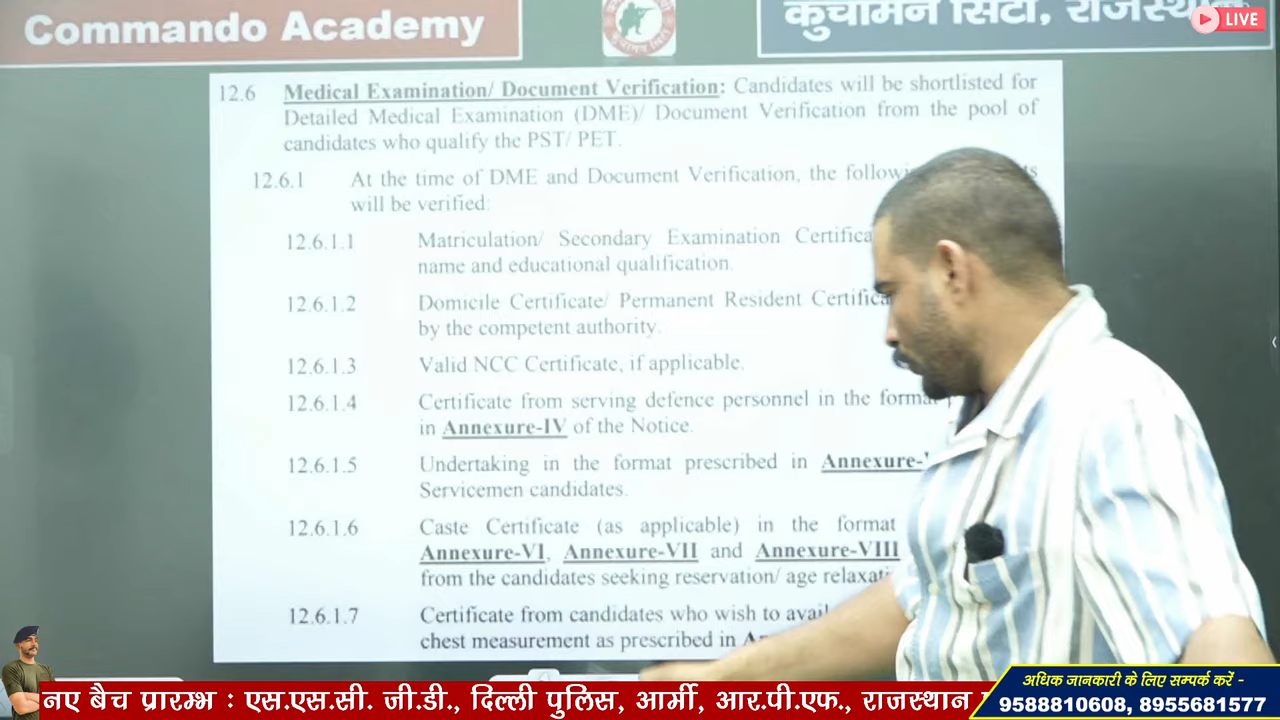 Commando Academy
कुचामन सिटी, राजस्थान
LIVE
12.6 Medical Examination/ Document Verification: Candidates will be shortlisted for
Detailed Medical Examination (DME)/ Document Verification from the pool of
candidates who qualify the PST/ PET.
12.6.1 At the time of DME and Document Verification, the following
will be verified:
12.6.1.1 Matriculation/ Secondary Examination
name and educational qualification.
12.6.1.2 Domicile Certificate/ Permanent Resident
by the competent authority.
12.6.1.3 Valid NCC Certificate, if applicable.
12.6.1.4 Certificate from serving defence personnel in the format
in Annexure-IV of the Notice.
12.6.1.5 Undertaking in the format prescribed in
Servicemen candidates.
12.6.1.6 Caste Certificate (as applicable) in the format
Annexure-VI, Annexure-VII and Annexure-VIII
from the candidates seeking reservation/ age
12.6.1.7 Certificate from candidates who wish to avail
chest measurement as prescribed in
नए बैच प्रारम्भ : एस.एस.सी. जी.डी., दिल्ली पुलिस, आर्मी, आर.पी.एफ., राजस्थान
अधिक जानकारी के लिए सम्पर्क करें -
9588810608, 8955681577